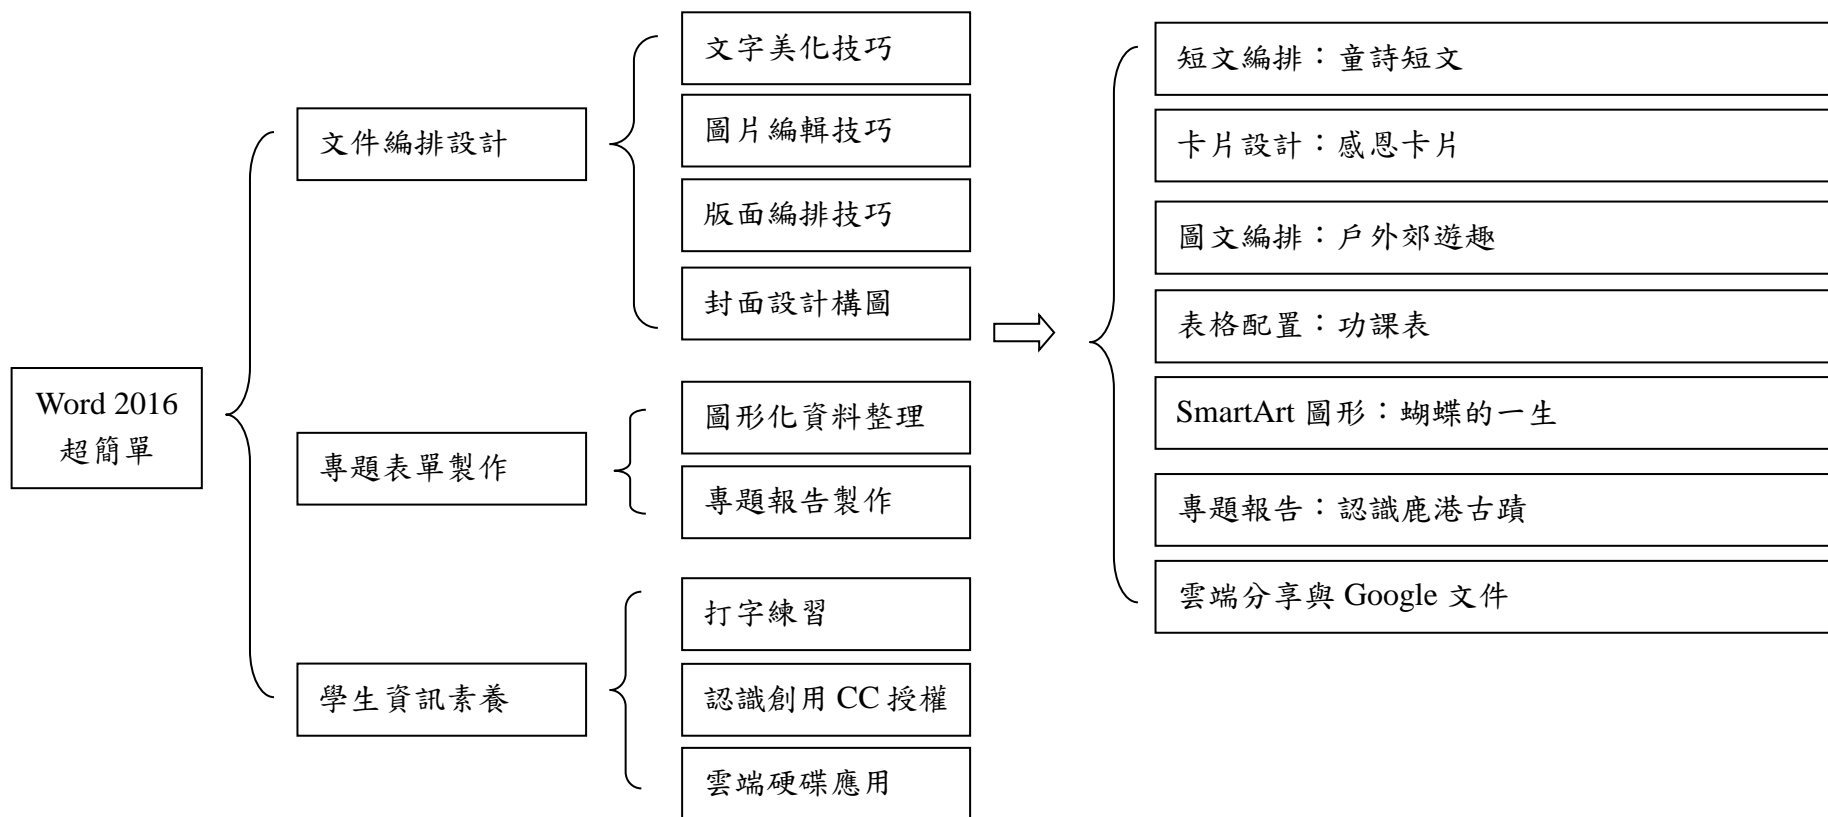 Word 2016
超簡單
文件編排設計
專題表單製作
學生資訊素養
文字美化技巧
圖片編輯技巧
版面編排技巧
封面設計構圖
圖形化資料整理
專題報告製作
打字練習
認識創用 CC 授權
雲端硬碟應用
短文編排：童詩短文
卡片設計：感恩卡片
圖文編排：戶外郊遊趣
表格配置：功課表
SmartArt 圖形：蝴蝶的一生
專題報告：認識鹿港古蹟
雲端分享與 Google 文件